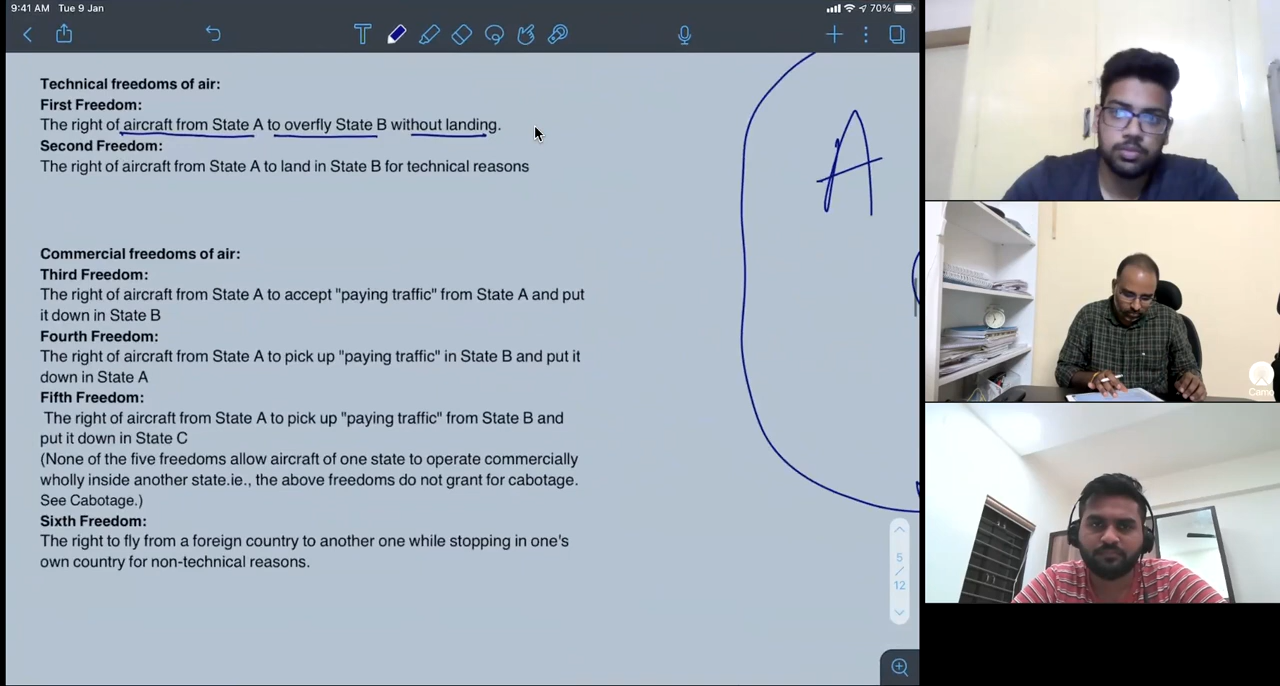 9:41 AM Tue 9 Jan
70%
T
Technical freedoms of air:
First Freedom:
The right of aircraft from State A to overfly State B without landing.
Second Freedom:
The right of aircraft from State A to land in State B for technical reasons
A
Commercial freedoms of air:
Third Freedom:
The right of aircraft from State A to accept "paying traffic" from State A and put
it down in State B
Fourth Freedom:
The right of aircraft from State A to pick up "paying traffic" in State B and put it
down in State A
Fifth Freedom:
The right of aircraft from State A to pick up "paying traffic" from State B and
put it down in State C
(None of the five freedoms allow aircraft of one state to operate commercially
wholly inside another state.ie., the above freedoms do not grant for cabotage.
See Cabotage.)
Sixth Freedom:
The right to fly from a foreign country to another one while stopping in one's
own country for non-technical reasons.
5
/
12
Camo